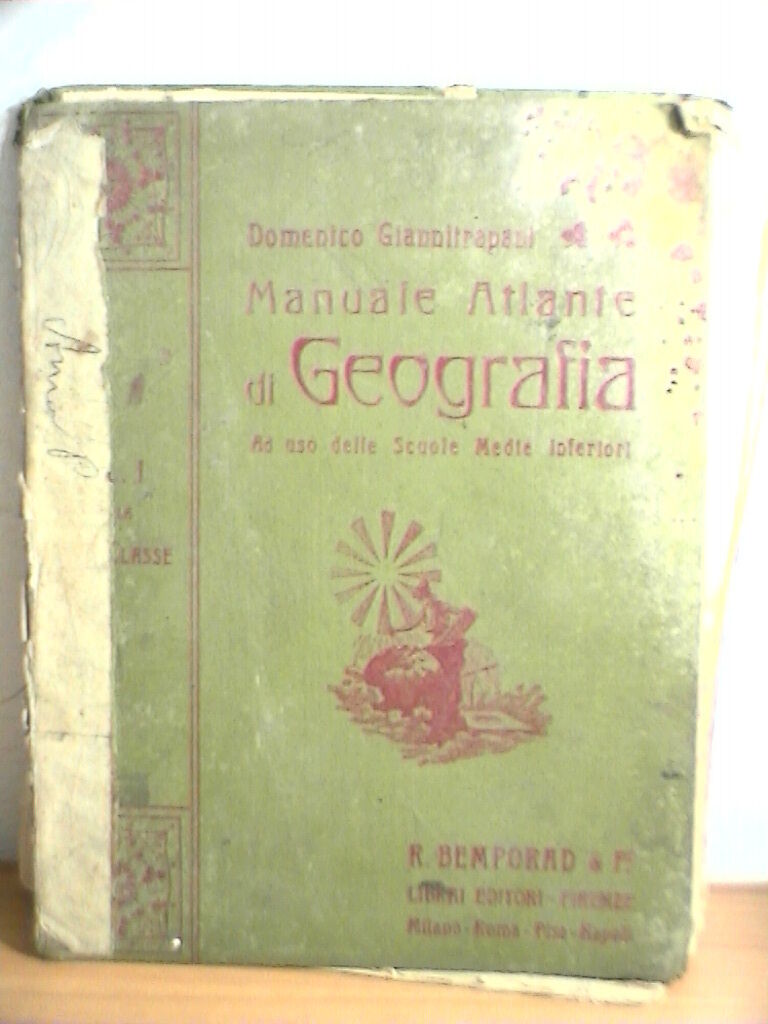 Domenico Giannitrapani
Manuale Atlante
di Geografia
Ad uso delle Scuole Medie Inferiori
. I
CLASSE
R. BEMPORAD & F.
LIBRAI EDITORI - FIRENZE
Milano - Roma - Pisa - Napoli